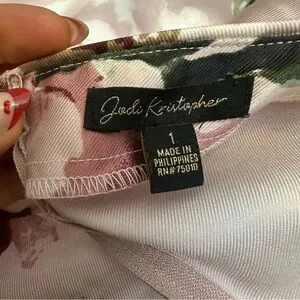 Jodi Kristopher
1
MADE IN
PHILIPPINES
RN#75010